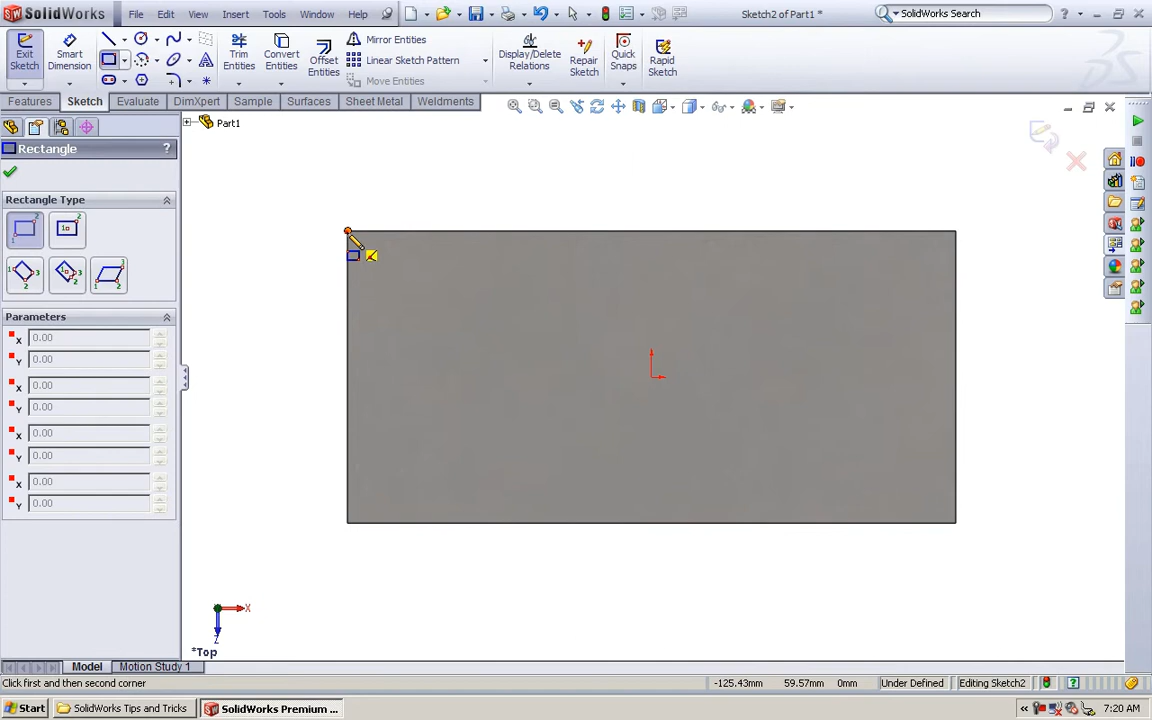 SolidWorks File Edit View Insert Tools Window Help Sketch2 of Part1 * SolidWorks Search
Exit Sketch
Smart Dimension
Trim Entities
Convert Entities
Offset Entities
Mirror Entities
Linear Sketch Pattern
Move Entities
Display/Delete Relations
Repair Sketch
Quick Snaps
Rapid Sketch
Features Sketch Evaluate DimXpert Sample Surfaces Sheet Metal Weldments
Part1
Rectangle ?
Rectangle Type
Parameters
X 0.00
Y 0.00
X 0.00
Y 0.00
X 0.00
Y 0.00
X 0.00
Y 0.00
X
Z
*Top
Model Motion Study 1
Click first and then second corner -125.43mm 59.57mm 0mm Under Defined Editing Sketch2
Start SolidWorks Tips and Tricks SolidWorks Premium ... 7:20 AM